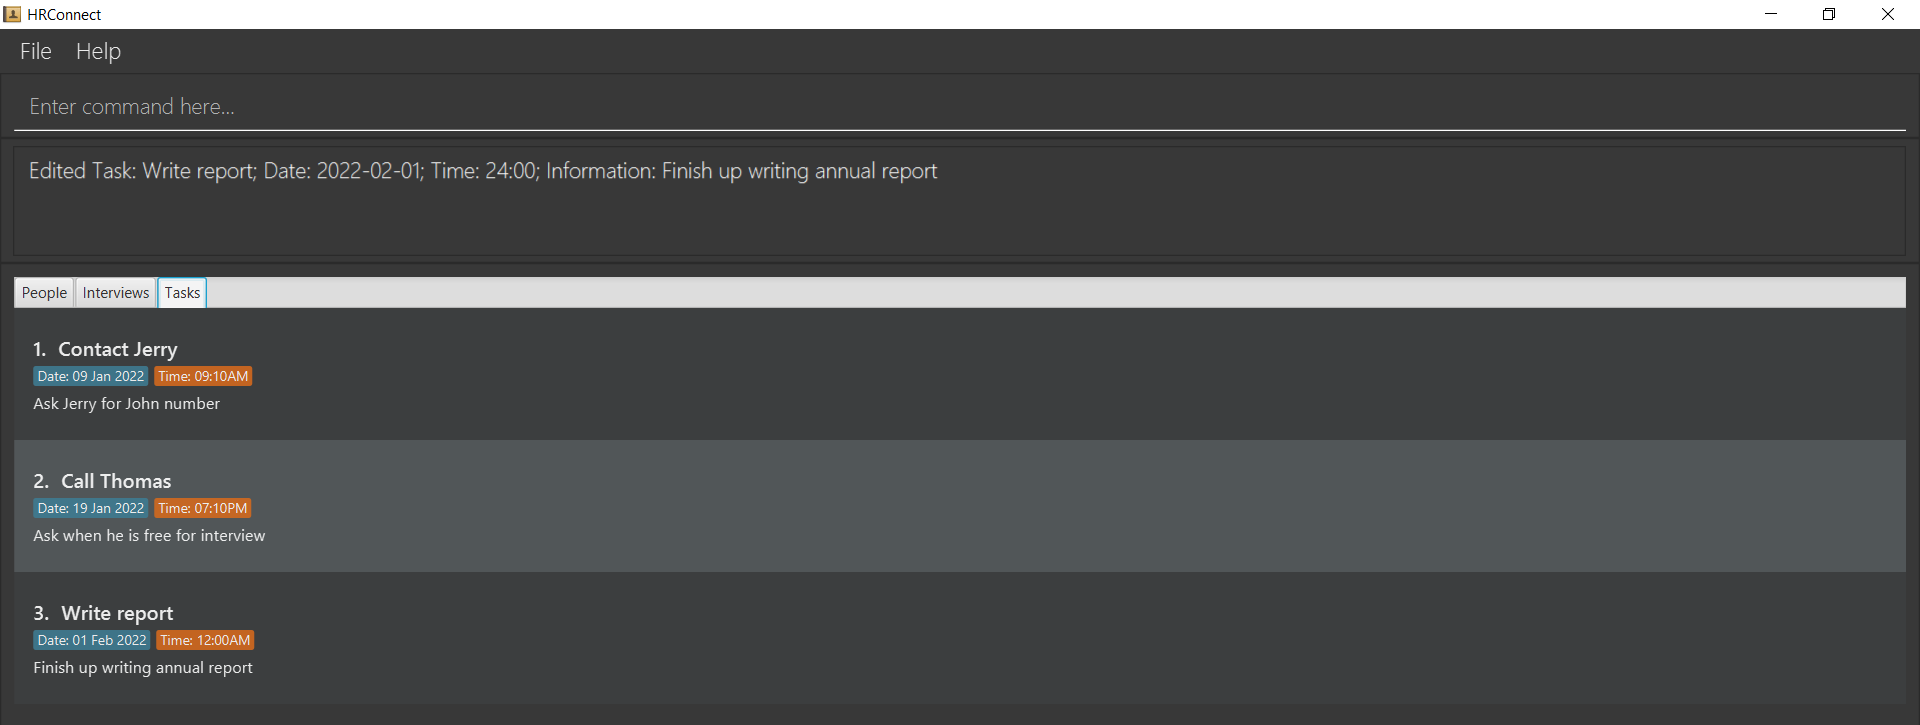 HRConnect
File Help
Enter command here...
Edited Task: Write report; Date: 2022-02-01; Time: 24:00; Information: Finish up writing annual report
People Interviews Tasks
1. Contact Jerry
Date: 09 Jan 2022 Time: 09:10AM
Ask Jerry for John number
2. Call Thomas
Date: 19 Jan 2022 Time: 07:10PM
Ask when he is free for interview
3. Write report
Date: 01 Feb 2022 Time: 12:00AM
Finish up writing annual report